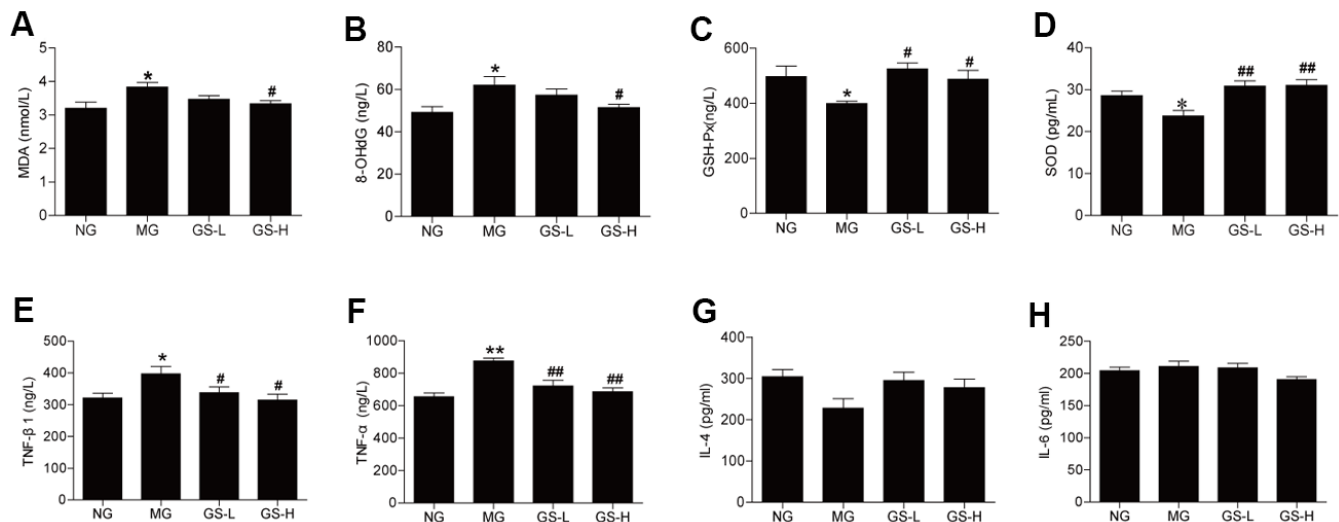 A
MDA (nmol/L)
5
4
3
2
1
0
*
#
NG MG GS-L GS-H
B
8-OHdG (ng/L)
80
60
40
20
0
*
#
NG MG GS-L GS-H
C
GSH-Px(ng/L)
600
400
200
0
*
#
#
NG MG GS-L GS-H
D
SOD (pg/mL)
40
30
20
10
0
*
##
##
NG MG GS-L GS-H
E
TNF-β 1 (ng/L)
500
400
300
200
100
0
*
#
#
NG MG GS-L GS-H
F
TNF-α (ng/L)
1000
800
600
400
200
0
**
##
##
NG MG GS-L GS-H
G
IL-4 (pg/ml)
400
300
200
100
0
NG MG GS-L GS-H
H
IL-6 (pg/ml)
250
200
150
100
50
0
NG MG GS-L GS-H